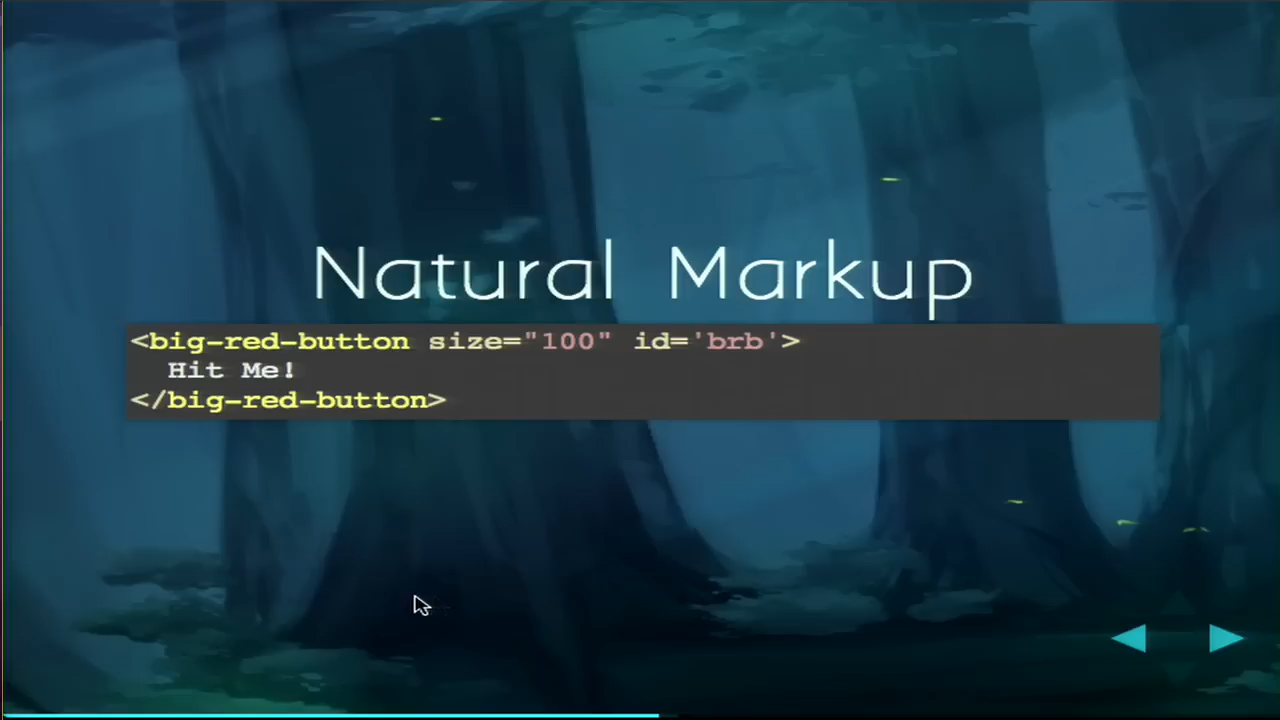 Natural Markup
<big-red-button size="100" id='brb'>
  Hit Me!
</big-red-button>